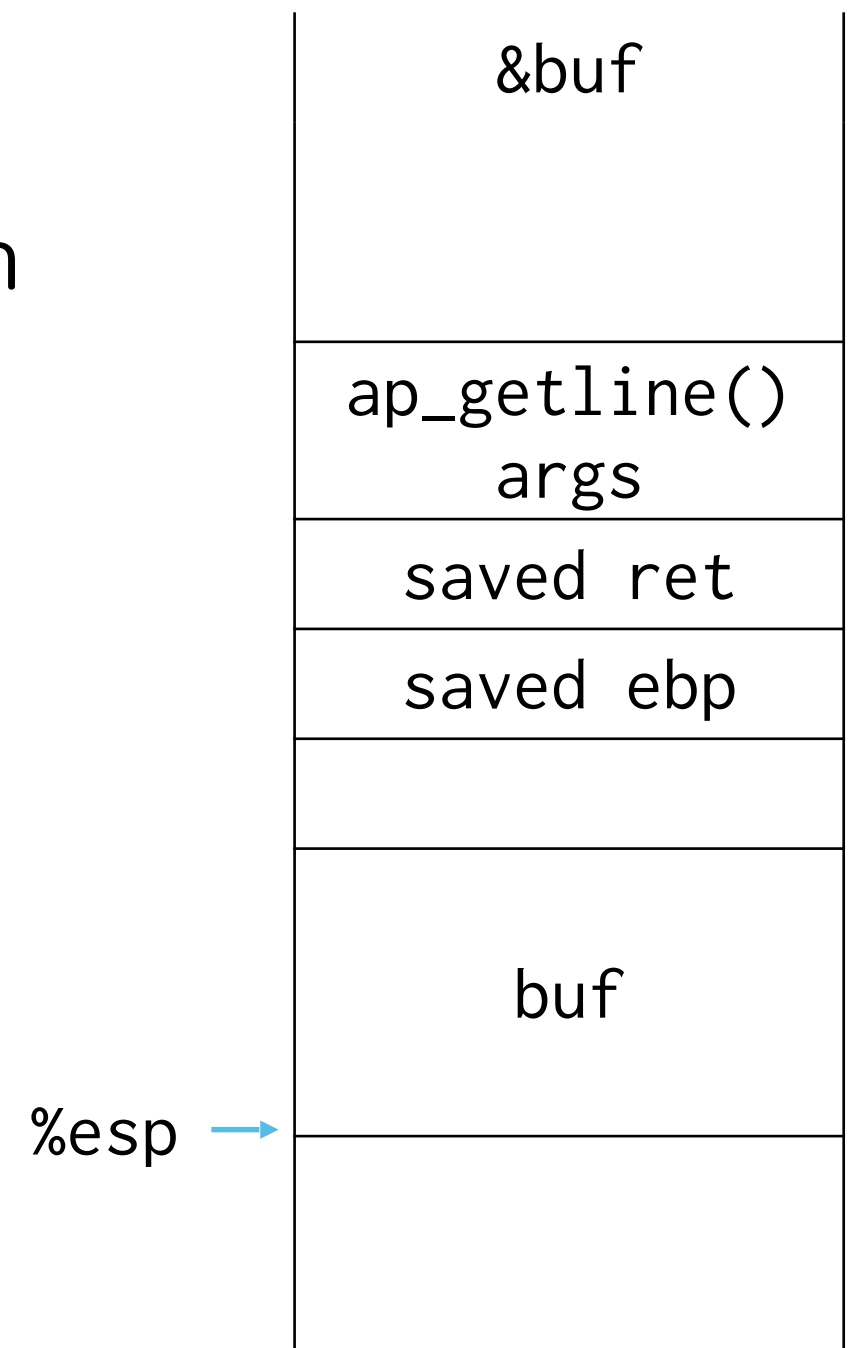 &buf
n
ap_getline()
args
saved ret
saved ebp
buf
%esp